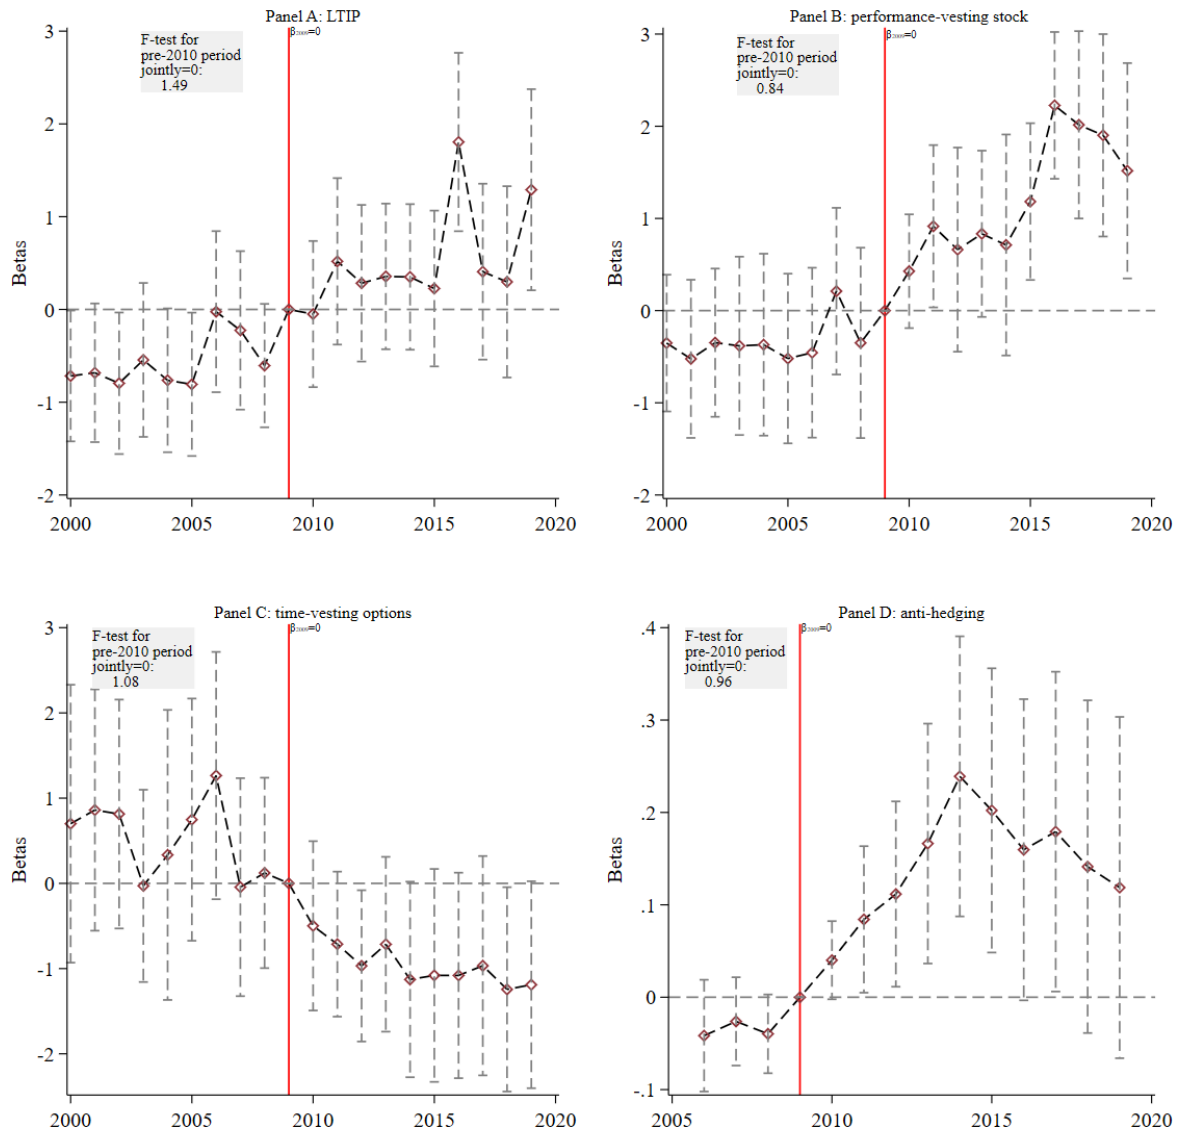 Panel A: LTIP
β2009=0
F-test for
pre-2010 period
jointly=0:
1.49
Betas
3
2
1
0
-1
-2
2000 2005 2010 2015 2020
Panel B: performance-vesting stock
β2009=0
F-test for
pre-2010 period
jointly=0:
0.84
Betas
3
2
1
0
-1
-2
2000 2005 2010 2015 2020
Panel C: time-vesting options
β2009=0
F-test for
pre-2010 period
jointly=0:
1.08
Betas
3
2
1
0
-1
-2
2000 2005 2010 2015 2020
Panel D: anti-hedging
β2009=0
F-test for
pre-2010 period
jointly=0:
0.96
Betas
.4
.3
.2
.1
0
-.1
2005 2010 2015 2020